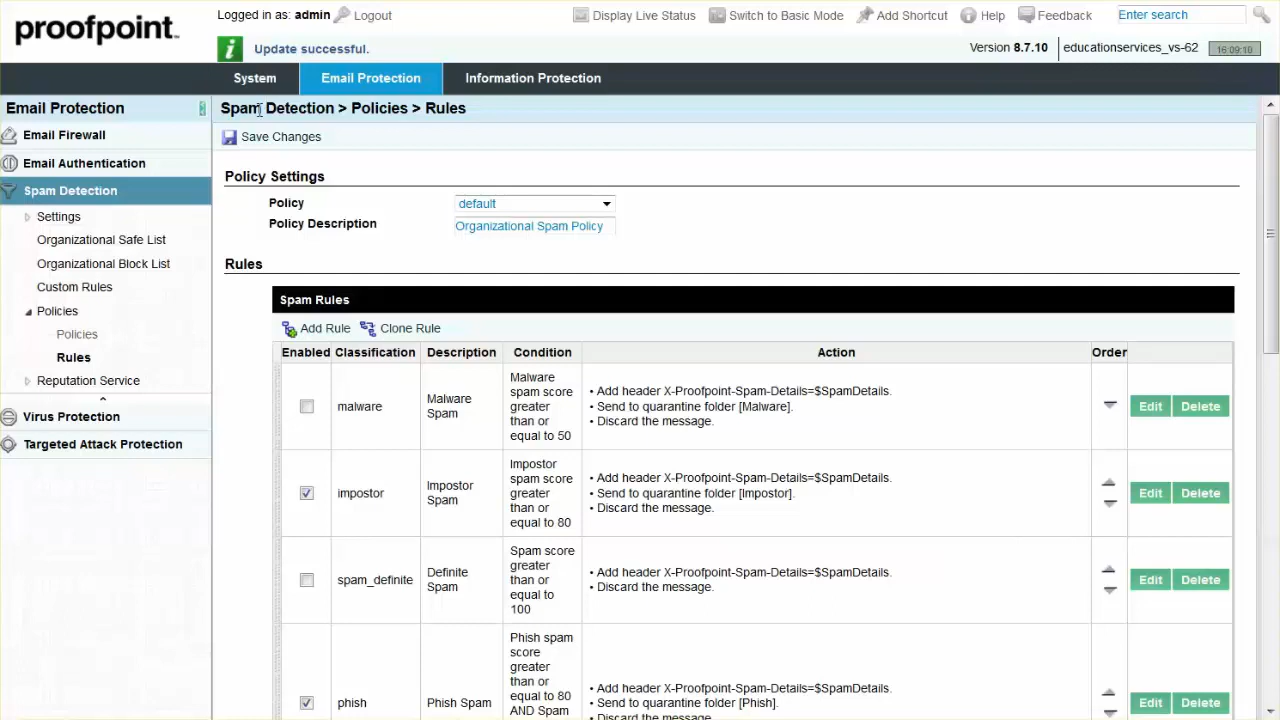 proofpoint
Logged in as: admin Logout
Display Live Status Switch to Basic Mode Add Shortcut Help Feedback Enter search
Update successful.
Version 8.7.10 educationservices_vs-62 16:09:10
System Email Protection Information Protection
Email Protection
Email Firewall
Email Authentication
Spam Detection
Settings
Organizational Safe List
Organizational Block List
Custom Rules
Policies
Policies
Rules
Reputation Service
Virus Protection
Targeted Attack Protection
Spam Detection > Policies > Rules
Save Changes
Policy Settings
Policy default
Policy Description Organizational Spam Policy
Rules
Spam Rules
Add Rule Clone Rule
Enabled Classification Description Condition Action Order
malware
Malware
Spam
Malware
spam score
greater
than or
equal to 50
• Add header X-Proofpoint-Spam-Details=$SpamDetails.
• Send to quarantine folder [Malware].
• Discard the message.
Edit Delete
impostor
Impostor
Spam
Impostor
spam score
greater
than or
equal to 80
• Add header X-Proofpoint-Spam-Details=$SpamDetails.
• Send to quarantine folder [Impostor].
• Discard the message.
Edit Delete
spam_definite
Definite
Spam
Spam score
greater
than or
equal to
100
• Add header X-Proofpoint-Spam-Details=$SpamDetails.
• Discard the message.
Edit Delete
phish
Phish Spam
Phish spam
score
greater
than or
equal to 80
AND Spam
• Add header X-Proofpoint-Spam-Details=$SpamDetails.
• Send to quarantine folder [Phish].
• Discard the message.
Edit Delete